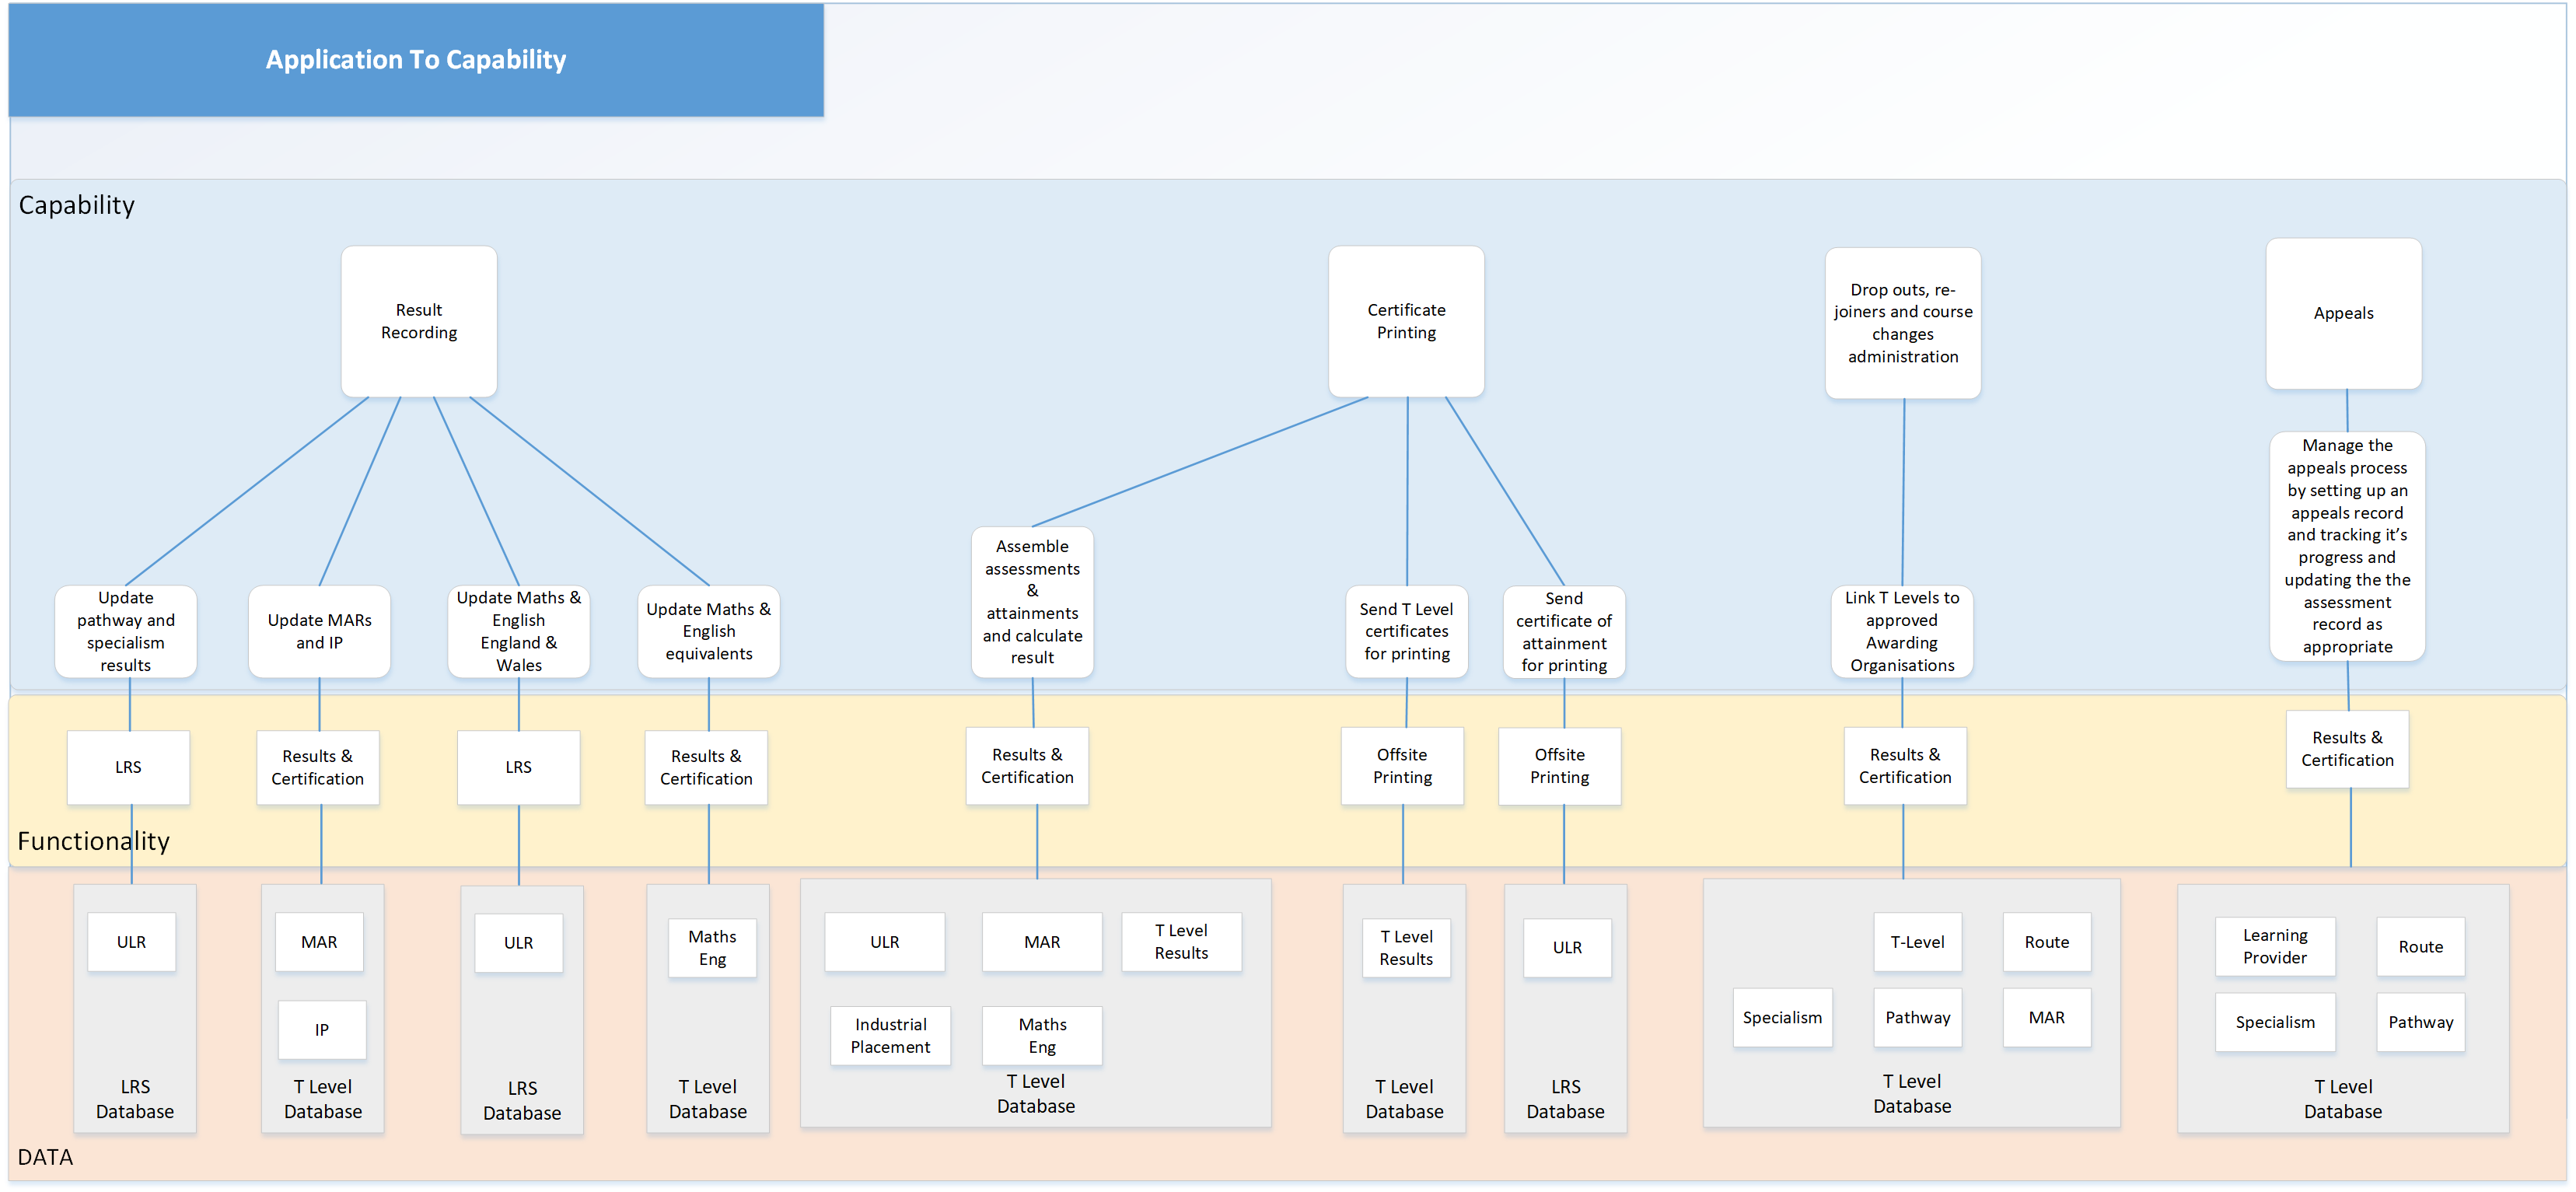 Application To Capability
Capability
Result
Recording
Certificate
Printing
Drop outs, re-
joiners and course
changes
administration
Appeals
Update
pathway and
specialism
results
Update MARs
and IP
Update Maths &
English
England &
Wales
Update Maths &
English
equivalents
Assemble
assessments
&
attainments
and calculate
result
Send T Level
certificates
for printing
Send
certificate of
attainment
for printing
Link T Levels to
approved
Awarding
Organisations
Manage the
appeals process
by setting up an
appeals record
and tracking it’s
progress and
updating the the
assessment
record as
appropriate
LRS
Results &
Certification
LRS
Results &
Certification
Results &
Certification
Offsite
Printing
Offsite
Printing
Results &
Certification
Results &
Certification
Functionality
ULR
LRS
Database
MAR
IP
T Level
Database
ULR
LRS
Database
Maths
Eng
T Level
Database
ULR
MAR
T Level
Results
Industrial
Placement
Maths
Eng
T Level
Database
T Level
Results
T Level
Database
ULR
LRS
Database
T-Level
Route
Specialism
Pathway
MAR
T Level
Database
Learning
Provider
Route
Specialism
Pathway
T Level
Database
DATA